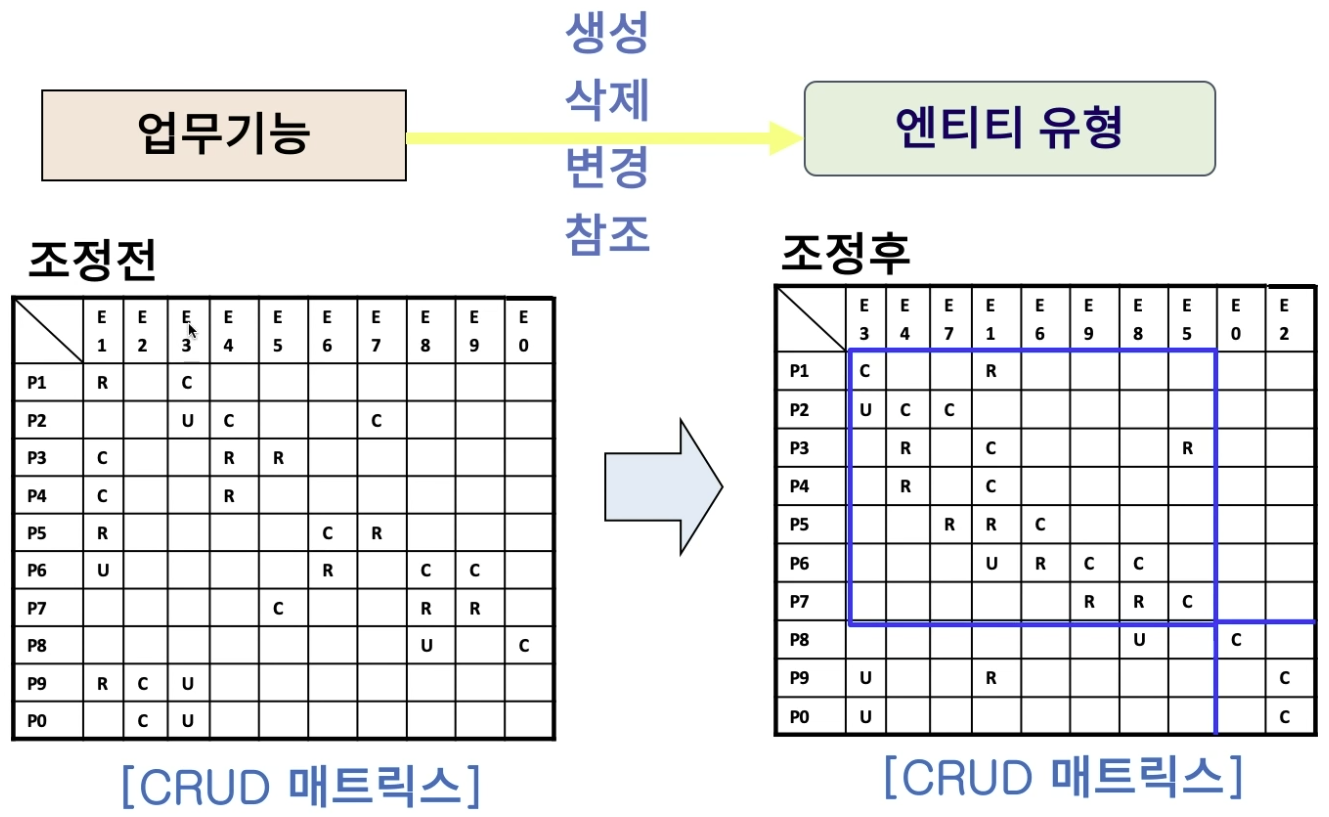 생성
삭제
변경
참조
업무기능
엔티티 유형
조정전
E1 E2 E3 E4 E5 E6 E7 E8 E9 E0
P1 R C
P2 U C C
P3 C R R
P4 C R
P5 R C R
P6 U R C C
P7 C R R
P8 U C
P9 R C U
P0 C U
[CRUD 매트릭스]
조정후
E3 E4 E7 E1 E6 E9 E8 E5 E0 E2
P1 C R
P2 U C C
P3 R C R
P4 R C
P5 R R C
P6 U R C C
P7 R R C
P8 U C
P9 U R C
P0 U C
[CRUD 매트릭스]